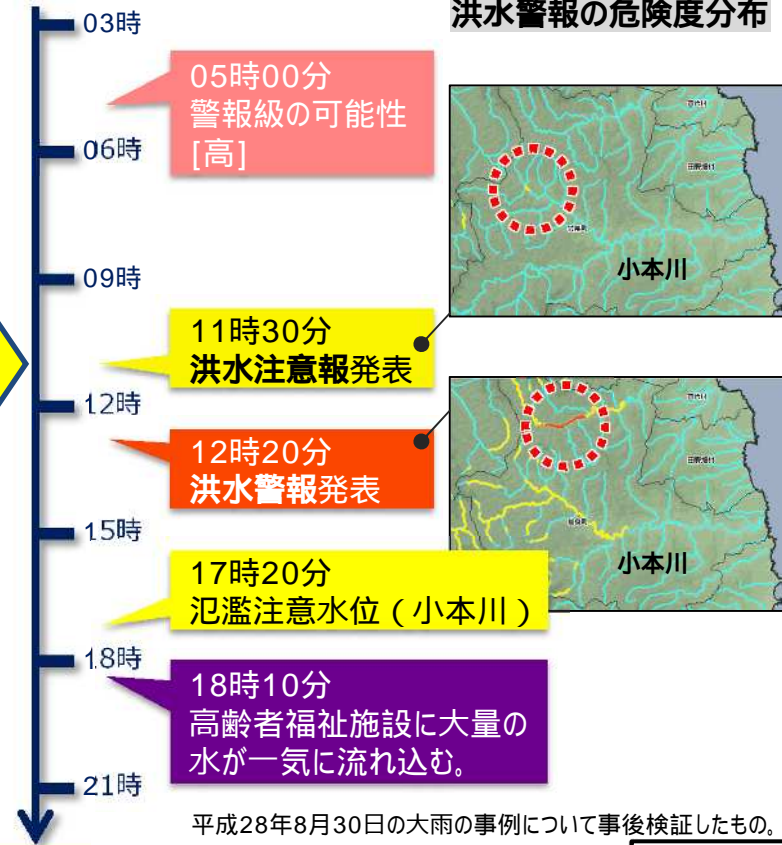 洪水警報の危険度分布
03時
05時00分
警報級の可能性
[高]
06時
09時
小本川
11時30分
洪水注意報発表
12時
12時20分
洪水警報発表
15時
小本川
17時20分
氾濫注意水位（小本川）
18時
18時10分
高齢者福祉施設に大量の
水が一気に流れ込む。
21時
平成28年8月30日の大雨の事例について事後検証したもの。